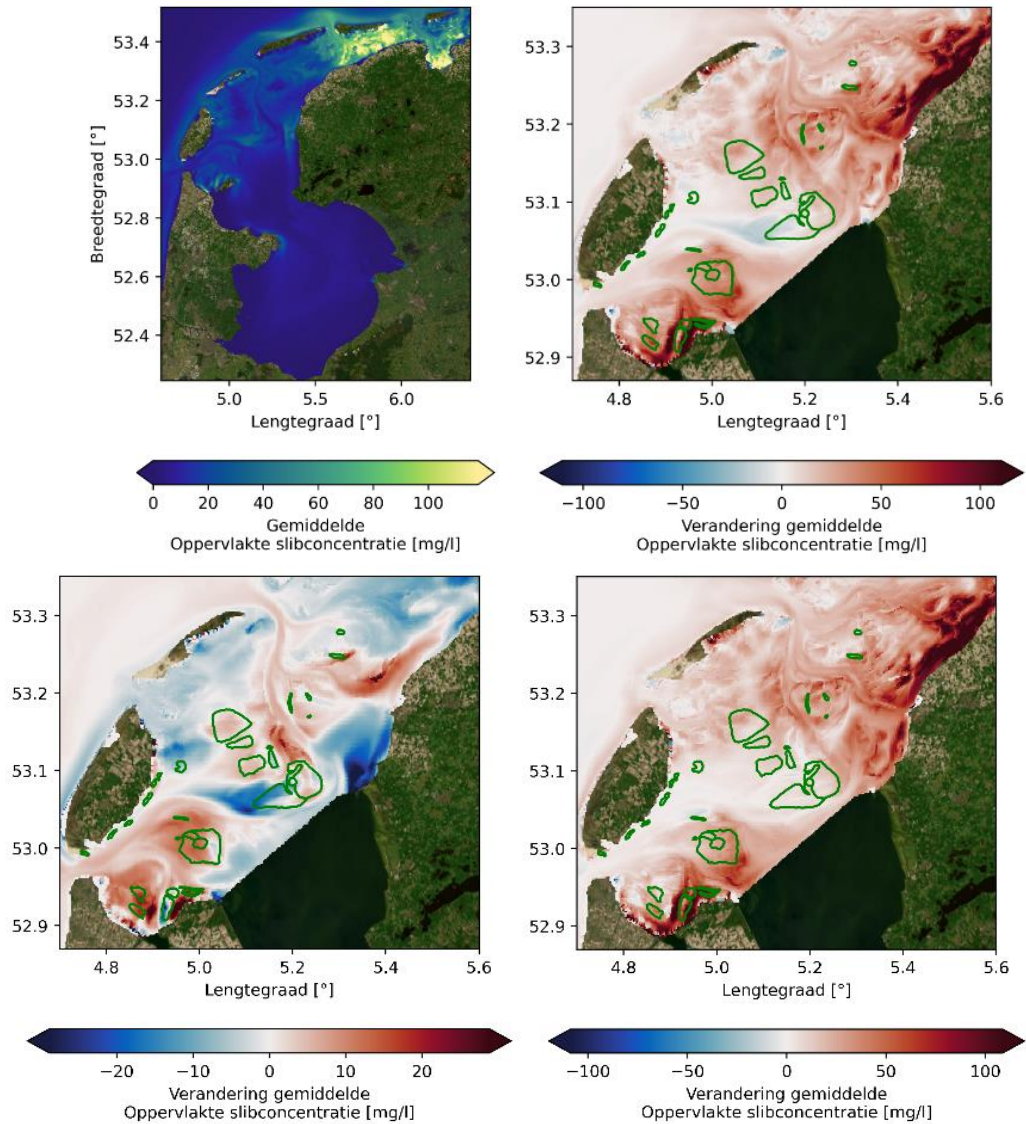 53.4
53.2
53.0
52.8
52.6
52.4
Breedtegraad [°]
5.0 5.5 6.0
Lengtegraad [°]
0 20 40 60 80 100
Gemiddelde
Oppervlakte slibconcentratie [mg/l]
53.3
53.2
53.1
53.0
52.9
4.8 5.0 5.2 5.4 5.6
Lengtegraad [°]
−100 −50 0 50 100
Verandering gemiddelde
Oppervlakte slibconcentratie [mg/l]
53.3
53.2
53.1
53.0
52.9
4.8 5.0 5.2 5.4 5.6
Lengtegraad [°]
−20 −10 0 10 20
Verandering gemiddelde
Oppervlakte slibconcentratie [mg/l]
53.3
53.2
53.1
53.0
52.9
4.8 5.0 5.2 5.4 5.6
Lengtegraad [°]
−100 −50 0 50 100
Verandering gemiddelde
Oppervlakte slibconcentratie [mg/l]